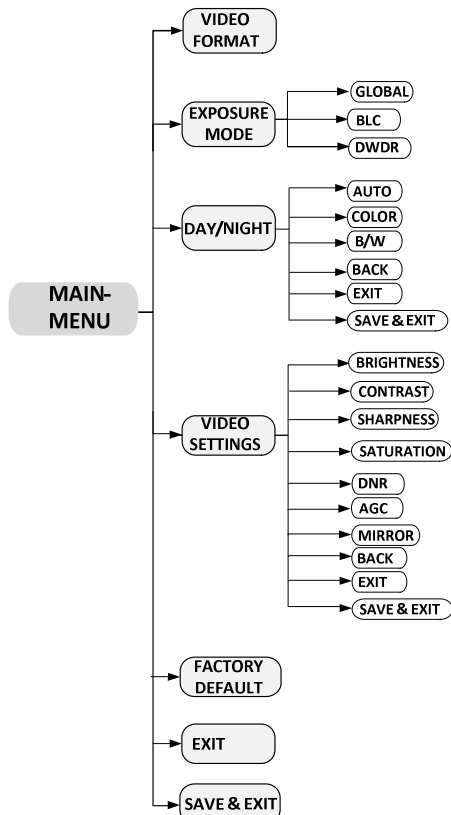 VIDEO
FORMAT
EXPOSURE
MODE
GLOBAL
BLC
DWDR
DAY/NIGHT
AUTO
COLOR
B/W
BACK
EXIT
SAVE & EXIT
MAIN-
MENU
VIDEO
SETTINGS
BRIGHTNESS
CONTRAST
SHARPNESS
SATURATION
DNR
AGC
MIRROR
BACK
EXIT
SAVE & EXIT
FACTORY
DEFAULT
EXIT
SAVE & EXIT